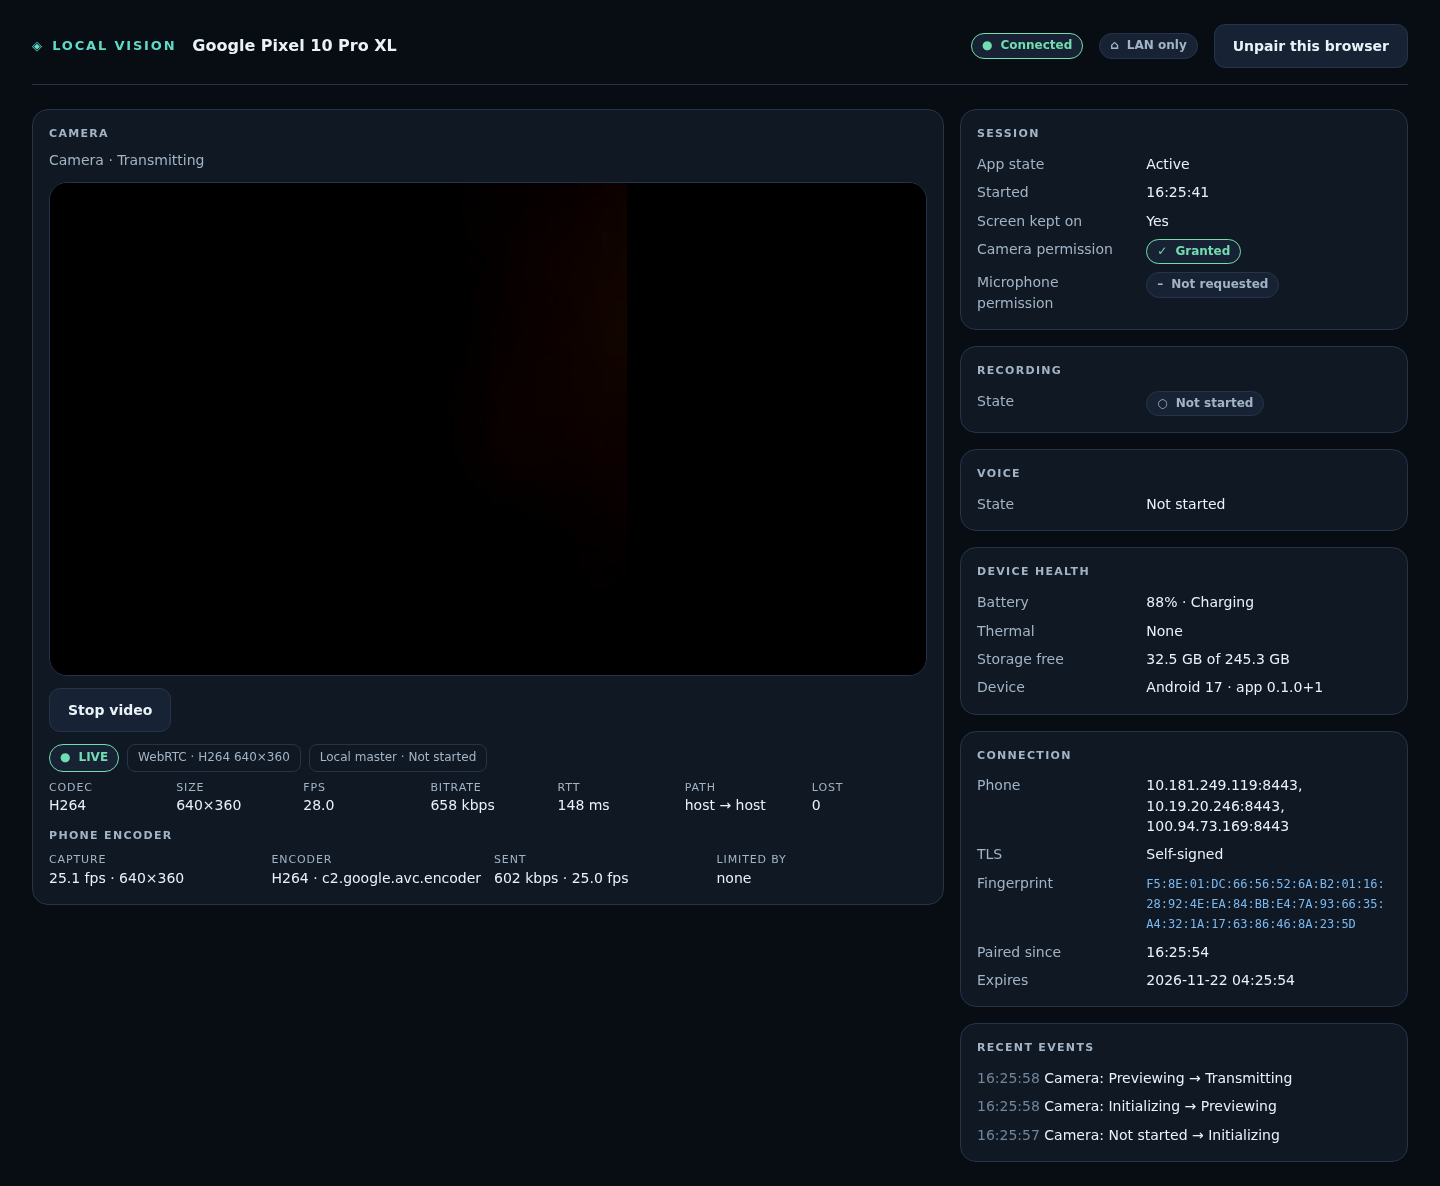 ◈ LOCAL VISION Google Pixel 10 Pro XL
● Connected
⌂ LAN only
Unpair this browser
CAMERA
Camera · Transmitting
Stop video
● LIVE
WebRTC · H264 640×360
Local master · Not started
CODEC SIZE FPS BITRATE RTT PATH LOST
H264 640×360 28.0 658 kbps 148 ms host → host 0
PHONE ENCODER
CAPTURE ENCODER SENT LIMITED BY
25.1 fps · 640×360 H264 · c2.google.avc.encoder 602 kbps · 25.0 fps none
SESSION
App state Active
Started 16:25:41
Screen kept on Yes
Camera permission ✓ Granted
Microphone – Not requested
permission
RECORDING
State ○ Not started
VOICE
State Not started
DEVICE HEALTH
Battery 88% · Charging
Thermal None
Storage free 32.5 GB of 245.3 GB
Device Android 17 · app 0.1.0+1
CONNECTION
Phone 10.181.249.119:8443,
10.19.20.246:8443,
100.94.73.169:8443
TLS Self-signed
Fingerprint F5:8E:01:DC:66:56:52:6A:B2:01:16:
28:92:4E:EA:84:BB:E4:7A:93:66:35:
A4:32:1A:17:63:86:46:8A:23:5D
Paired since 16:25:54
Expires 2026-11-22 04:25:54
RECENT EVENTS
16:25:58 Camera: Previewing → Transmitting
16:25:58 Camera: Initializing → Previewing
16:25:57 Camera: Not started → Initializing